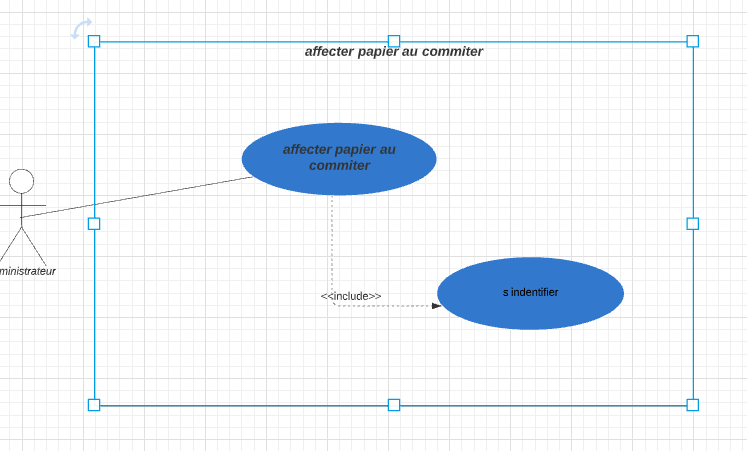 affecter papier au commiter
affecter papier au
commiter
ministrateur
<<include>>
s indentifier